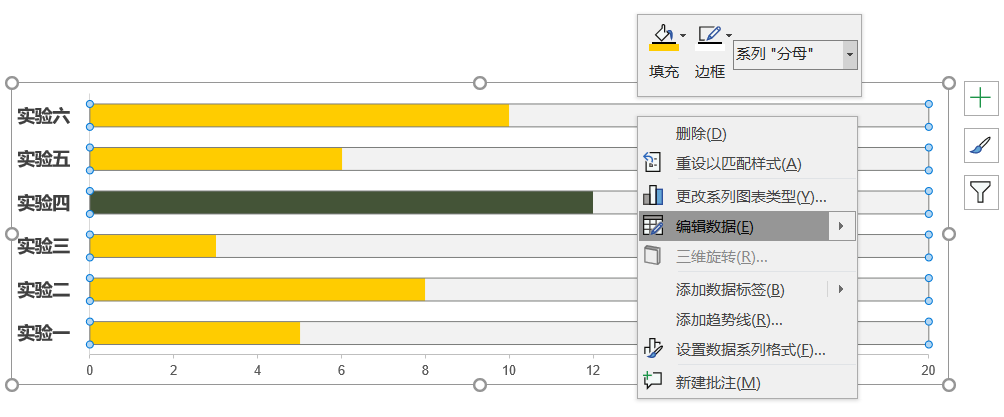 填充 边框 系列 "分母"
实验六
实验五
实验四
实验三
实验二
实验一
0 2 4 6 8 10 12 20
删除(D)
重设以匹配样式(A)
更改系列图表类型(Y)...
编辑数据(E)
三维旋转(R)...
添加数据标签(B)
添加趋势线(R)...
设置数据系列格式(F)...
新建批注(M)